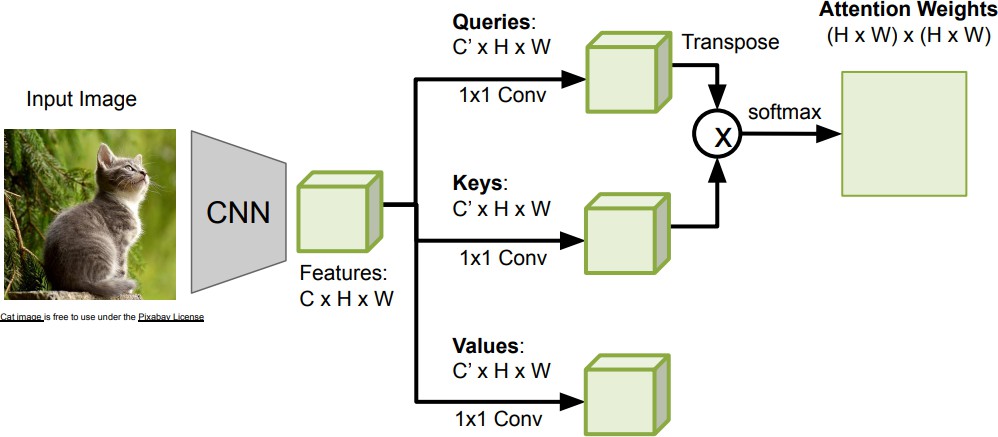 Input Image
Cat image is free to use under the Pixabay License
CNN
Features:
C x H x W
Queries:
C’ x H x W
1x1 Conv
Keys:
C’ x H x W
1x1 Conv
Values:
C’ x H x W
1x1 Conv
Transpose
X
softmax
Attention Weights
(H x W) x (H x W)